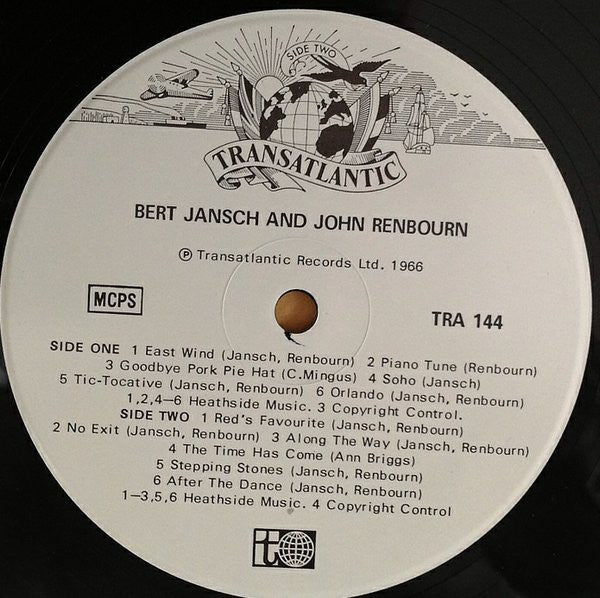 SIDE TWO
TRANSATLANTIC
BERT JANSCH AND JOHN RENBOURN
Ⓟ Transatlantic Records Ltd. 1966
MCPS
TRA 144
SIDE ONE 1 East Wind (Jansch, Renbourn) 2 Piano Tune (Renbourn)
3 Goodbye Pork Pie Hat (C.Mingus) 4 Soho (Jansch)
5 Tic-Tocative (Jansch, Renbourn) 6 Orlando (Jansch, Renbourn)
1,2,4—6 Heathside Music. 3 Copyright Control.
SIDE TWO 1 Red's Favourite (Jansch, Renbourn)
2 No Exit (Jansch, Renbourn) 3 Along The Way (Jansch, Renbourn)
4 The Time Has Come (Ann Briggs)
5 Stepping Stones (Jansch, Renbourn)
6 After The Dance (Jansch, Renbourn)
1—3,5,6 Heathside Music. 4 Copyright Control